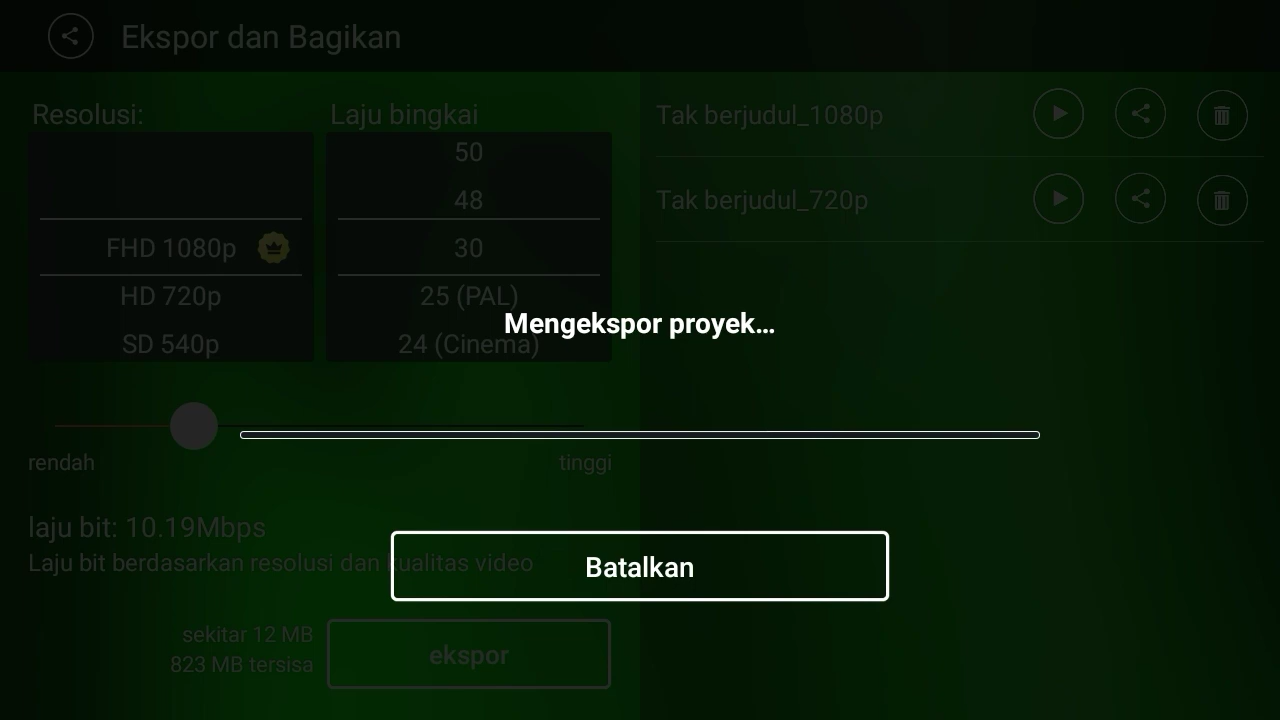 Ekspor dan Bagikan
Resolusi:
FHD 1080p
HD 720p
SD 540p
Laju bingkai
50
48
30
25 (PAL)
24 (Cinema)
Tak berjudul_1080p
Tak berjudul_720p
Mengekspor proyek...
rendah
tinggi
laju bit: 10.19Mbps
Laju bit berdasarkan resolusi dan kualitas video
Batalkan
sekitar 12 MB
823 MB tersisa
ekspor